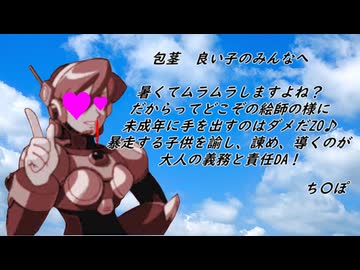 包茎　良い子のみんなへ
暑くてムラムラしますよね？
だからってどこぞの絵師の様に
未成年に手を出すのはダメだZO♪
暴走する子供を諭し、諌め、導くのが
大人の義務と責任DA！
ち〇ぽ